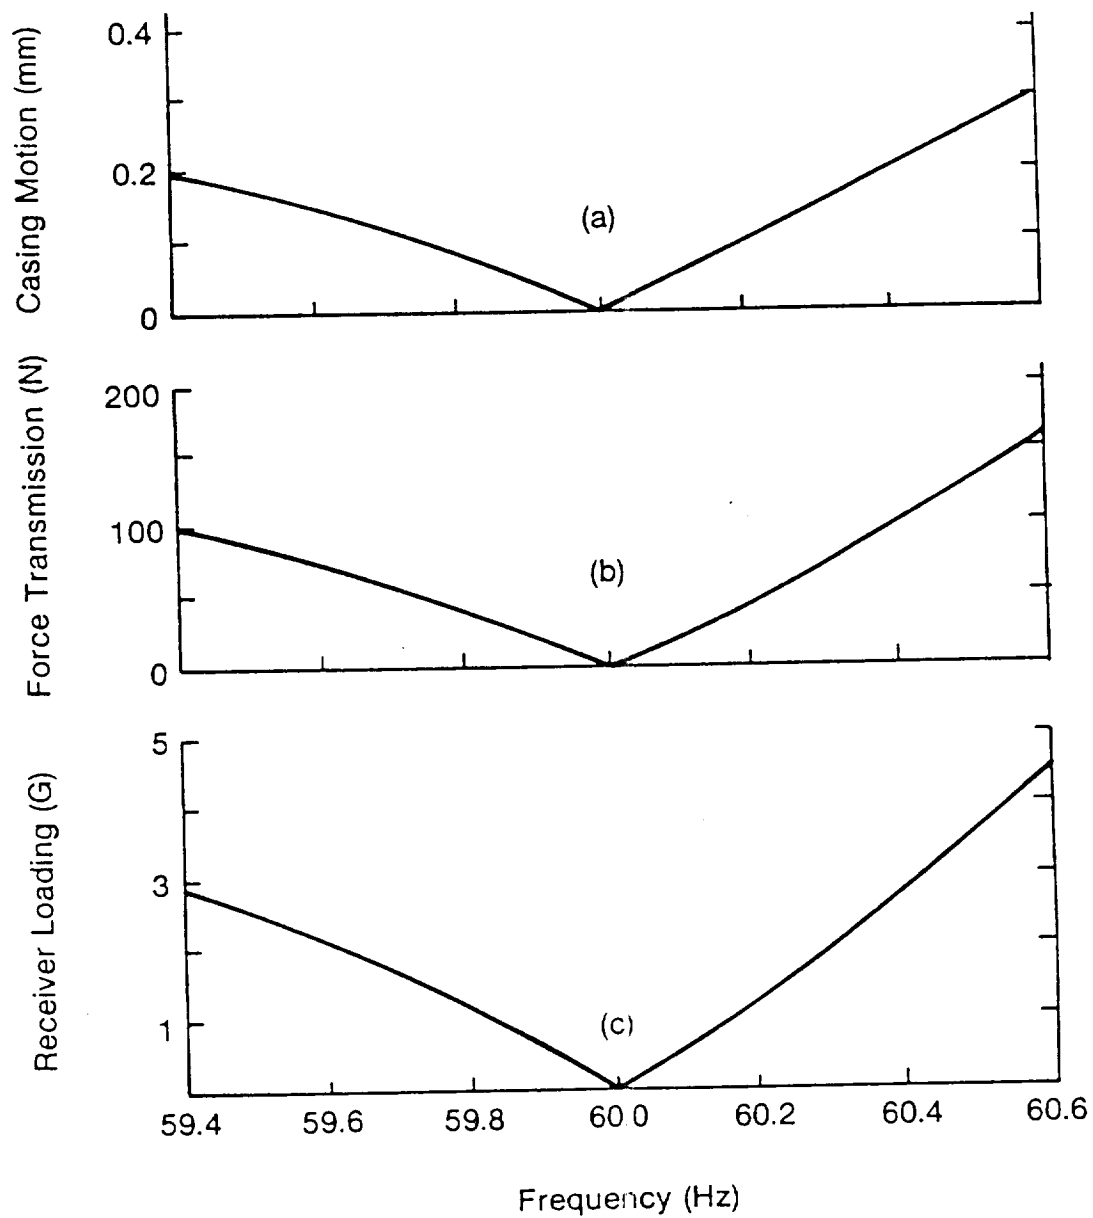 Casing Motion (mm)
0.4
0.2
0
(a)
Force Transmission (N)
200
100
0
(b)
Receiver Loading (G)
5
3
1
(c)
59.4 59.6 59.8 60.0 60.2 60.4 60.6
Frequency (Hz)